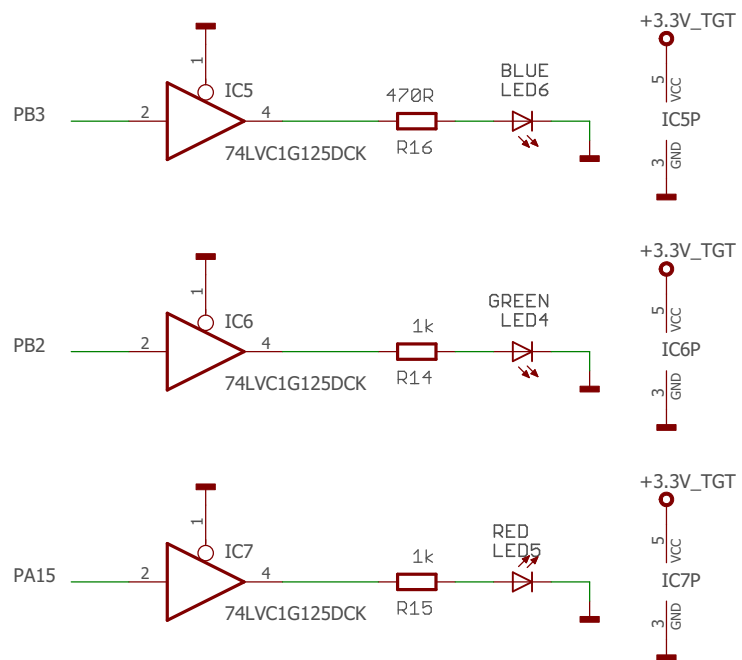 +3.3V_TGT
1
IC5
BLUE
LED6
470R
5
VCC
PB3
2
4
IC5P
74LVC1G125DCK
R16
3
GND
+3.3V_TGT
1
IC6
GREEN
LED4
1k
5
VCC
PB2
2
4
IC6P
74LVC1G125DCK
R14
3
GND
+3.3V_TGT
1
IC7
RED
LED5
1k
5
VCC
PA15
2
4
IC7P
74LVC1G125DCK
R15
3
GND